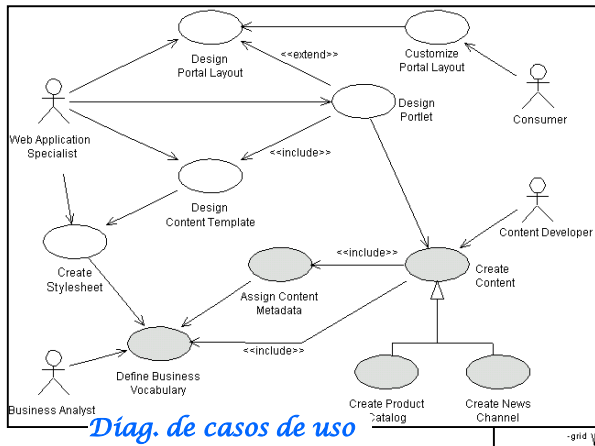 Design
Portal Layout
<<extend>>
Customize
Portal Layout
Web Application
Specialist
Design
Portlet
Consumer
<<include>>
Design
Content Template
Content Developer
Create
Stylesheet
<<include>>
Assign Content
Metadata
Create
Content
<<include>>
Define Business
Vocabulary
Business Analyst
Create Product
Catalog
Create News
Channel
Diag. de casos de uso
-grid